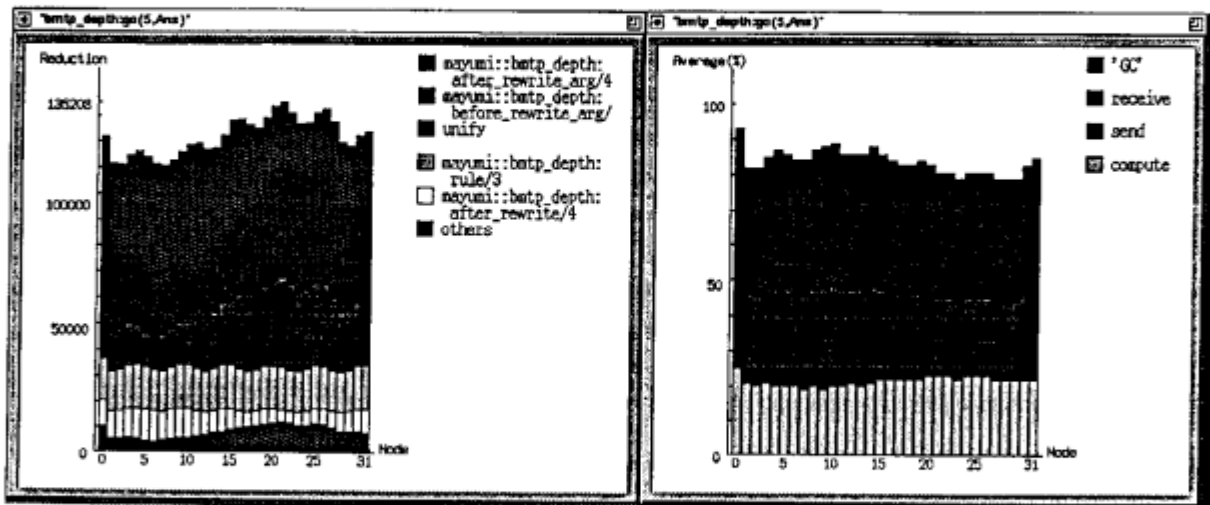 "bmtp_depth:go(5,Ans)"
Reduction
136208
100000
50000
0
0 5 10 15 20 25 31
Node
mayumi::bmtp_depth:
after_rewrite_arg/4
mayumi::bmtp_depth:
before_rewrite_arg/
unify
mayumi::bmtp_depth:
rule/3
mayumi::bmtp_depth:
after_rewrite/4
others
"bmtp_depth:go(5,Ans)"
Average(%)
100
50
0
0 5 10 15 20 25 31
Node
"GC"
receive
send
compute